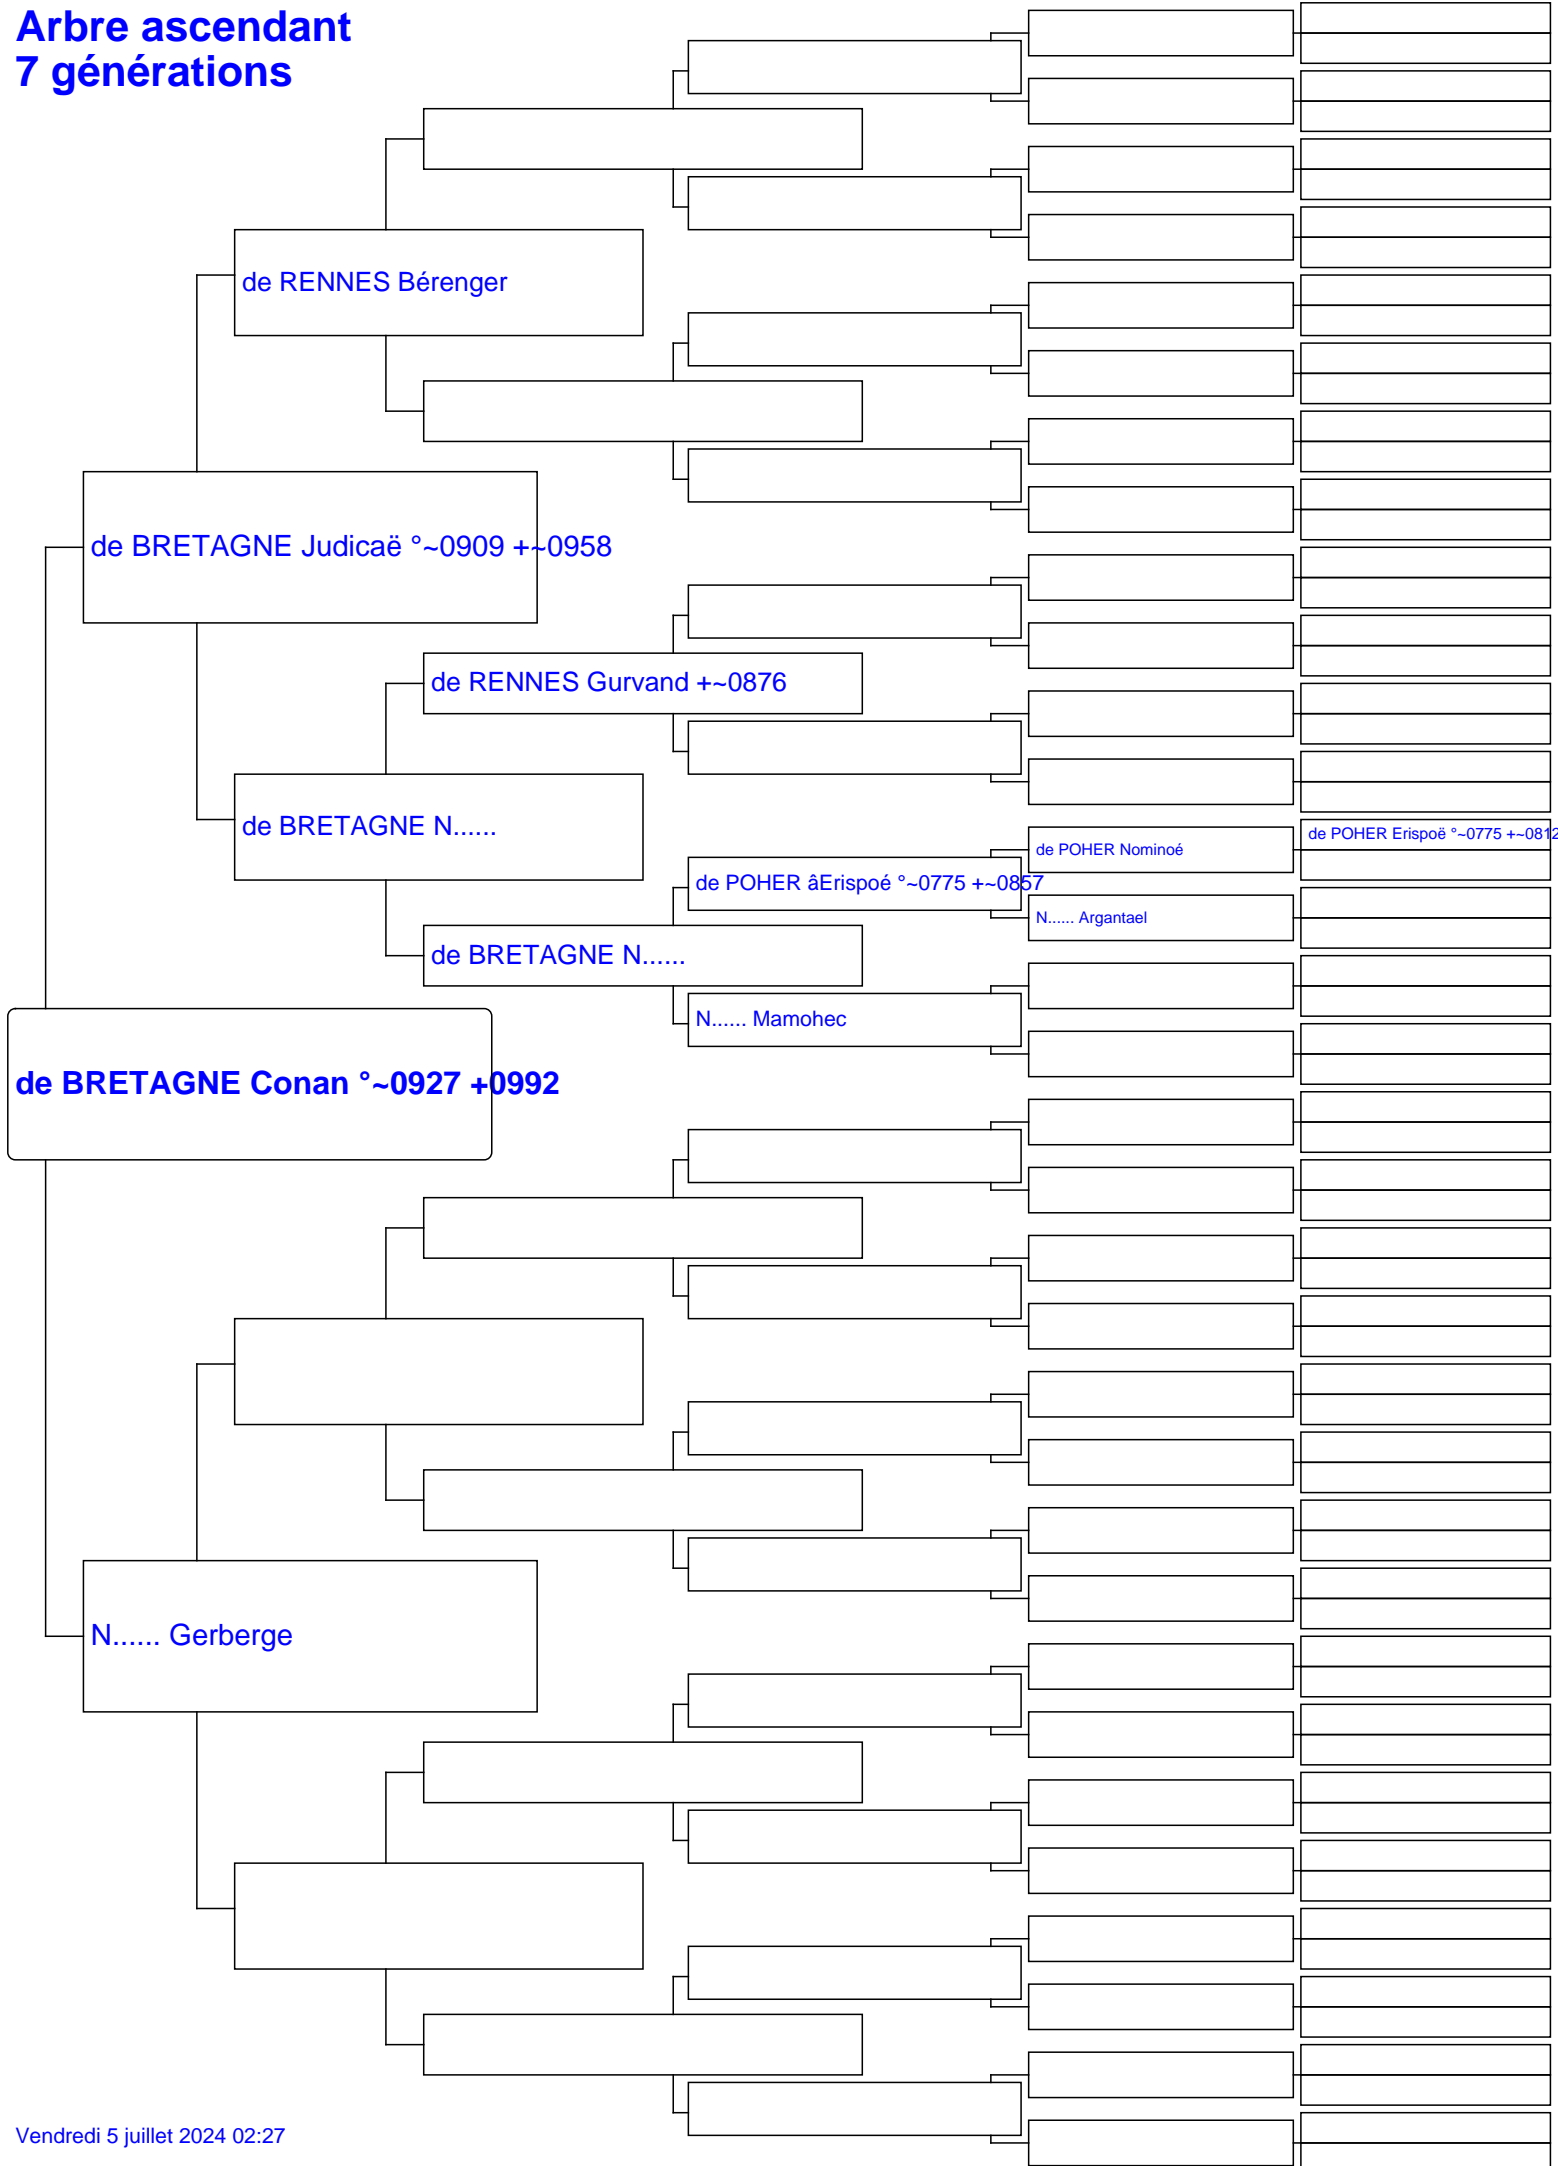 Arbre ascendant
7 générations
de RENNES Bérenger
de BRETAGNE Judicaë °~0909 +~0958
de RENNES Gurvand +~0876
de BRETAGNE N......
de POHER Erispoë °~0775 +~0812
de POHER Nominoé
de POHER âErispoé °~0775 +~0857
N...... Argantael
de BRETAGNE N......
N...... Mamohec
de BRETAGNE Conan °~0927 +0992
N...... Gerberge
Vendredi 5 juillet 2024 02:27